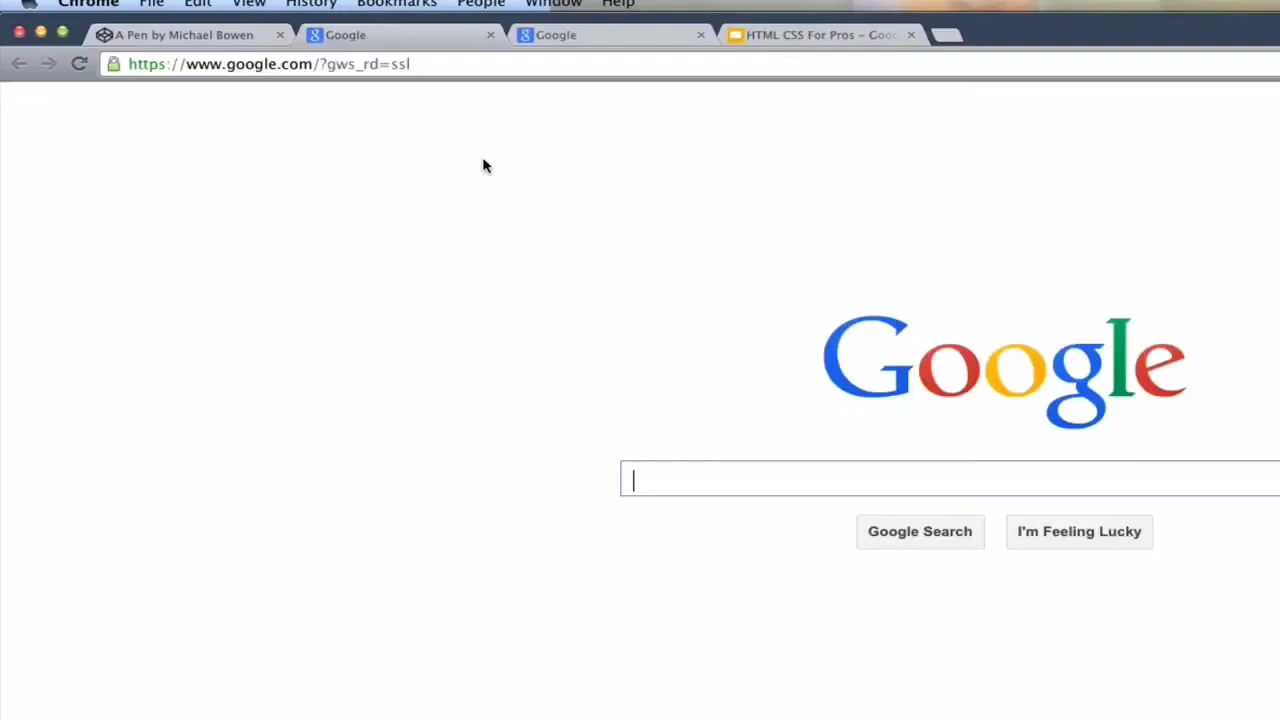 Chrome File Edit View History Bookmarks People Window Help
A Pen by Michael Bowen Google Google HTML CSS For Pros – Goo
https://www.google.com/?gws_rd=ssl
Google
Google Search I'm Feeling Lucky